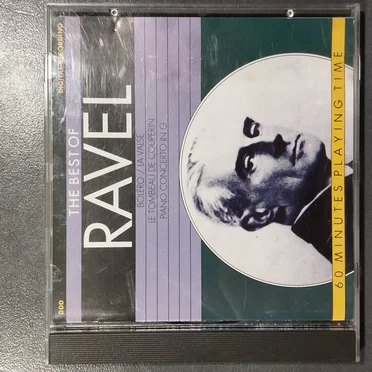 DDD
DIGITAL RECORDING
THE BEST OF
RAVEL
BOLERO / LA VALSE
LE TOMBEAU DE COUPERIN
PIANO CONCERTO IN G
60 MINUTES PLAYING TIME